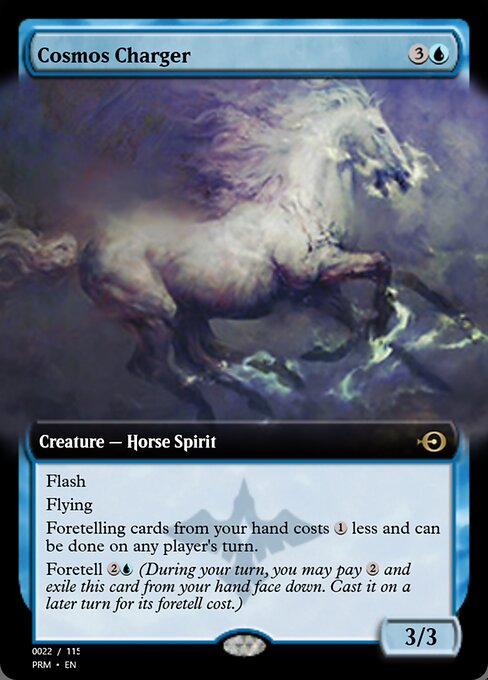 Cosmos Charger 3
Creature — Horse Spirit
Flash
Flying
Foretelling cards from your hand costs 1 less and can
be done on any player's turn.
Foretell 2 (During your turn, you may pay 2 and
exile this card from your hand face down. Cast it on
a later turn for its foretell cost.)
3/3
0022 / 115
PRM • EN